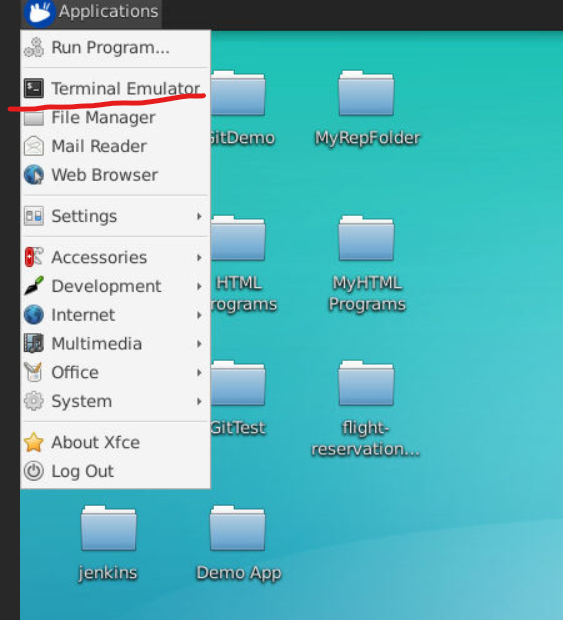 Applications
Run Program...
Terminal Emulator
File Manager
Mail Reader
Web Browser
Settings
Accessories
Development
Internet
Multimedia
Office
System
About Xfce
Log Out
GitDemo
MyRepFolder
HTML
rograms
MyHTML
Programs
GitTest
flight-
reservation...
jenkins
Demo App